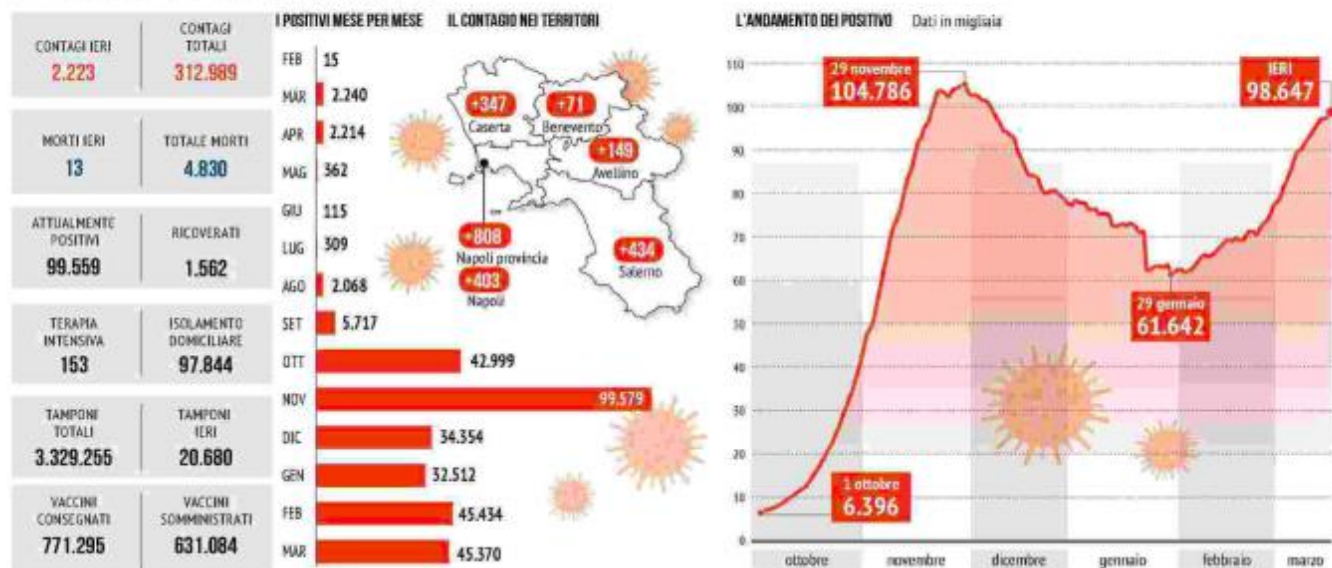 CONTAGI IERI
2.223
CONTAGI
TOTALI
312.989
MORTI IERI
13
TOTALE MORTI
4.830
ATTUALMENTE
POSITIVI
99.559
RICOVERATI
1.562
TERAPIA
INTENSIVA
153
ISOLAMENTO
DOMICILIARE
97.844
TAMPONI
TOTALI
3.329.255
TAMPONI
IERI
20.680
VACCINI
CONSEGNATI
771.295
VACCINI
SOMMINISTRATI
631.084
I POSITIVI MESE PER MESE
FEB 15
MAR 2.240
APR 2.214
MAG 362
GIU 115
LUG 309
AGO 2.068
SET 5.717
OTT 42.999
NOV 99.579
DIC 34.354
GEN 32.512
FEB 45.434
MAR 45.370
IL CONTAGIO NEI TERRITORI
+347
Caserta
+71
Benevento
+149
Avellino
+808
Napoli provincia
+403
Napoli
+434
Salerno
L'ANDAMENTO DEI POSITIVO Dati in migliaia
110
100
90
80
70
60
50
40
30
20
10
0
29 novembre
104.786
IERI
98.647
29 gennaio
61.642
1 ottobre
6.396
ottobre novembre dicembre gennaio febbraio marzo